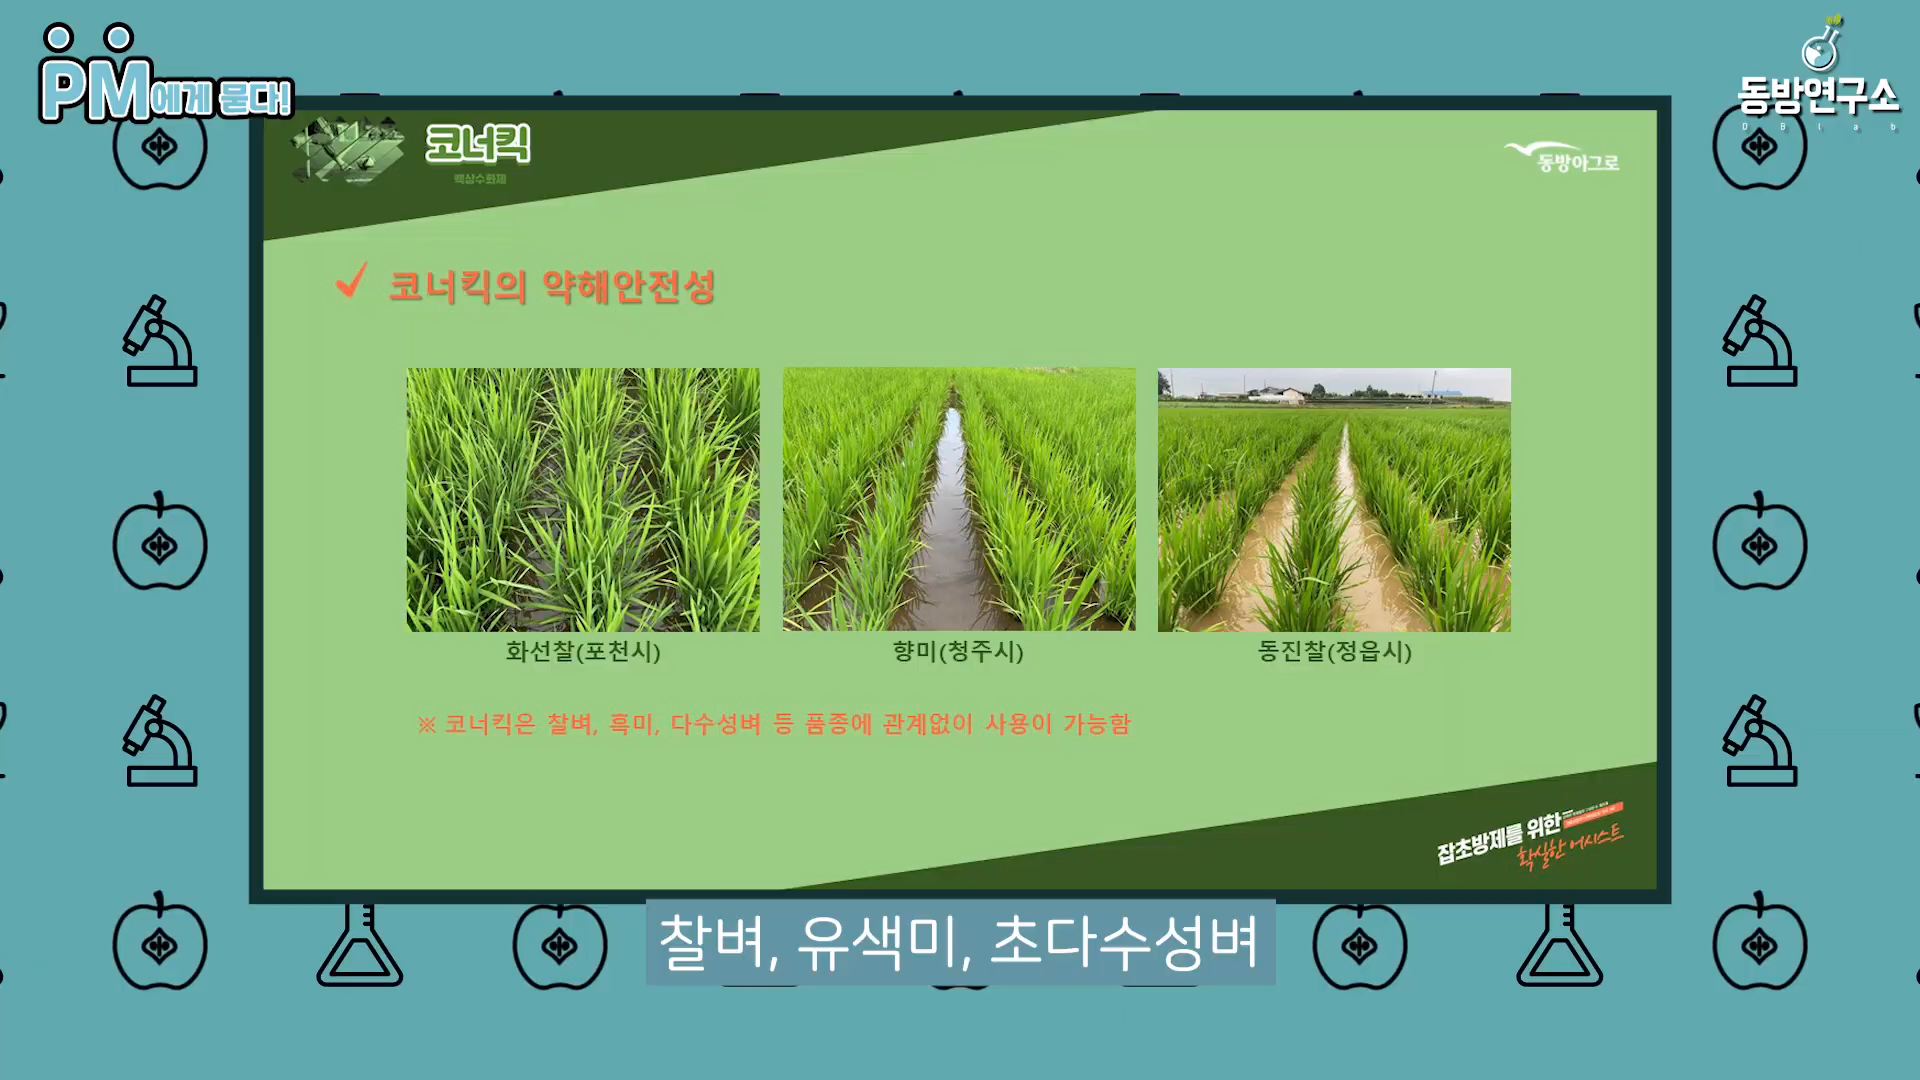 PM에게 묻다!
동방연구소
D B l a b
코너킥
백상수화제
동방아그로
코너킥의 약해안전성
화선찰(포천시)
향미(청주시)
동진찰(정읍시)
※ 코너킥은 찰벼, 흑미, 다수성벼 등 품종에 관계없이 사용이 가능함
잡초방제를 위한
확실한 어시스트
찰벼, 유색미, 초다수성벼